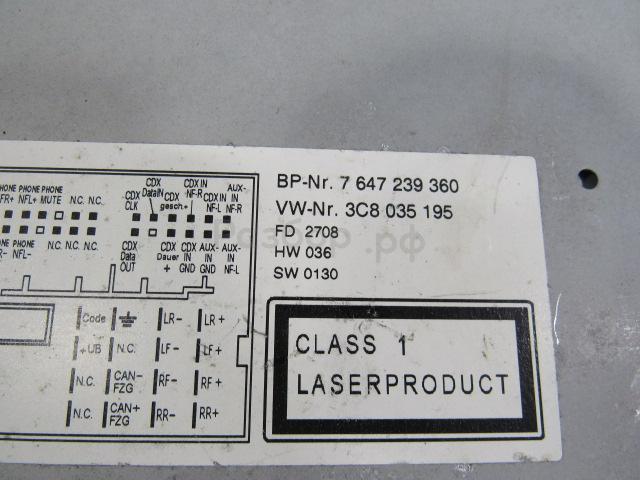 BP-Nr. 7 647 239 360
VW-Nr. 3C8 035 195
FD 2708
HW 036
SW 0130
CLASS 1
LASERPRODUCT
PHONE PHONE PHONE
FR+ NFL+ MUTE N.C. N.C.
PHONE PHONE
R- NFL- N.C. N.C. N.C.
CDX CLK
CDX DataIN
CDX gesch.+
CDX IN NF-R
CDX IN NF-L
AUX-IN NF-R
CDX Data OUT
CDX Dauer +
CDX IN GND
AUX IN GND
AUX-IN NF-L
Code LR- LR+
+UB N.C. LF- LF+
N.C. CAN- FZG RF- RF+
N.C. CAN+ FZG RR- RR+
Разбор.рф